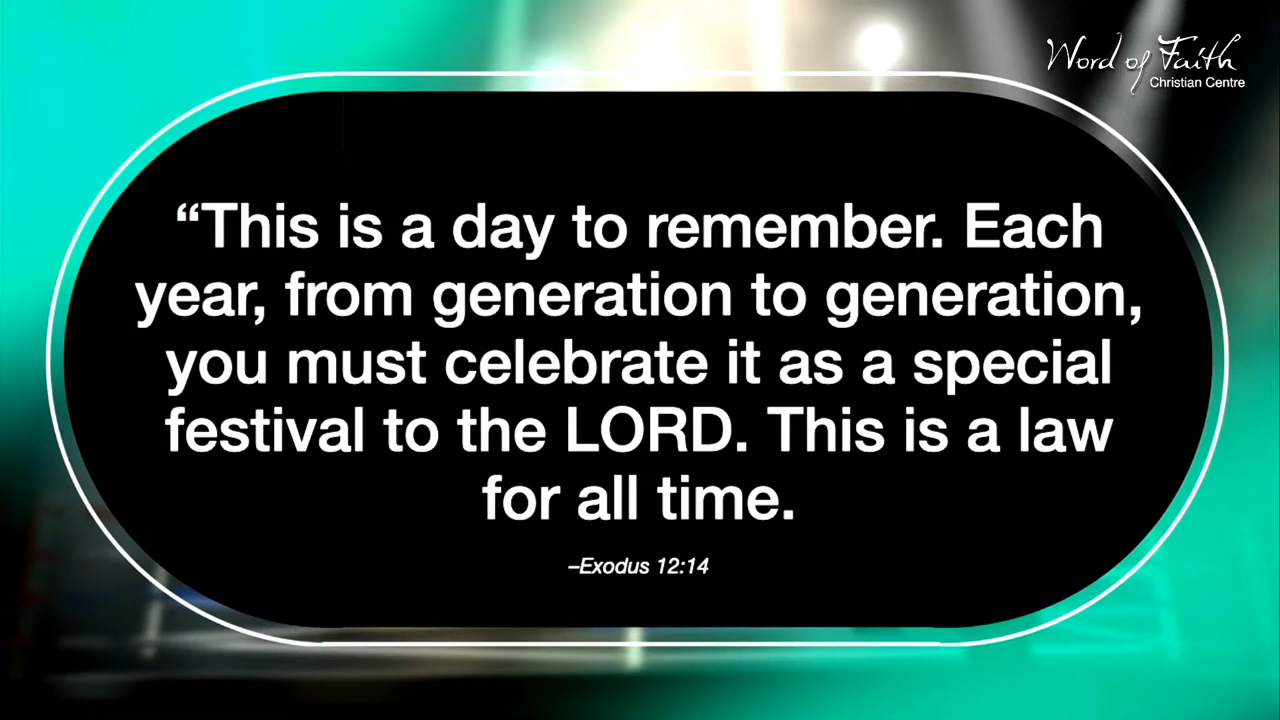 Word of Faith
Christian Centre
“This is a day to remember. Each
year, from generation to generation,
you must celebrate it as a special
festival to the LORD. This is a law
for all time.
–Exodus 12:14